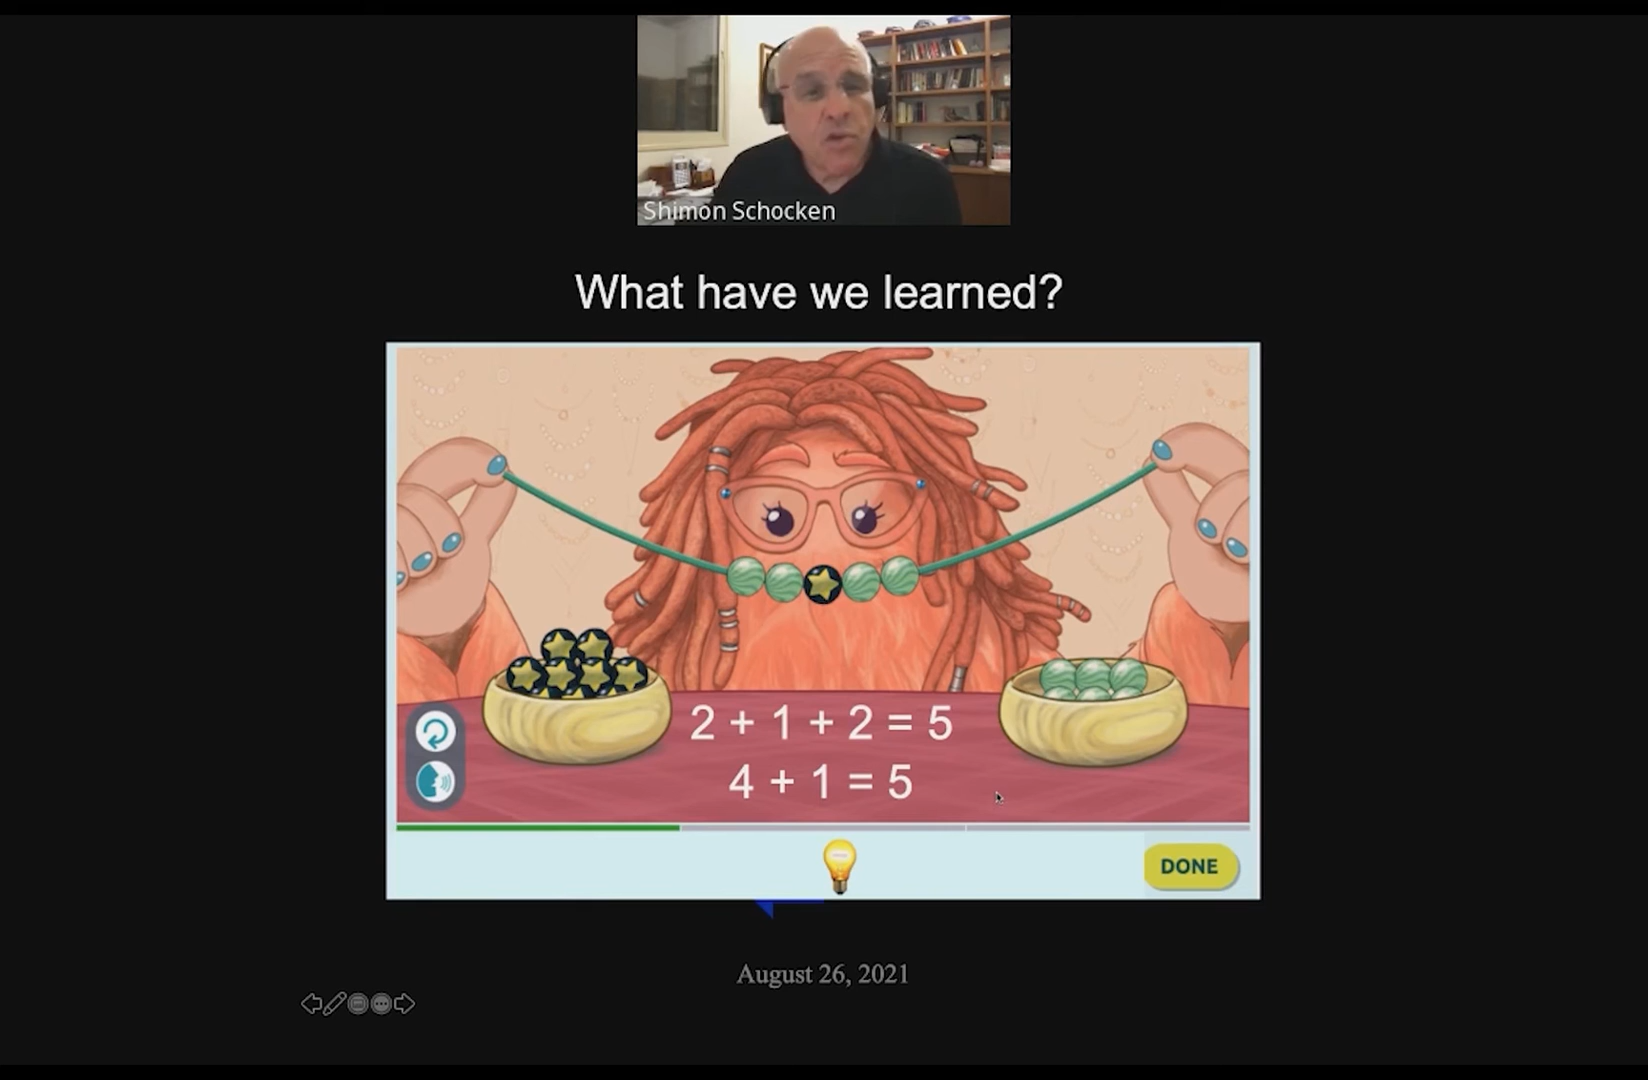 Shimon Schocken
What have we learned?
2 + 1 + 2 = 5
4 + 1 = 5
DONE
August 26, 2021